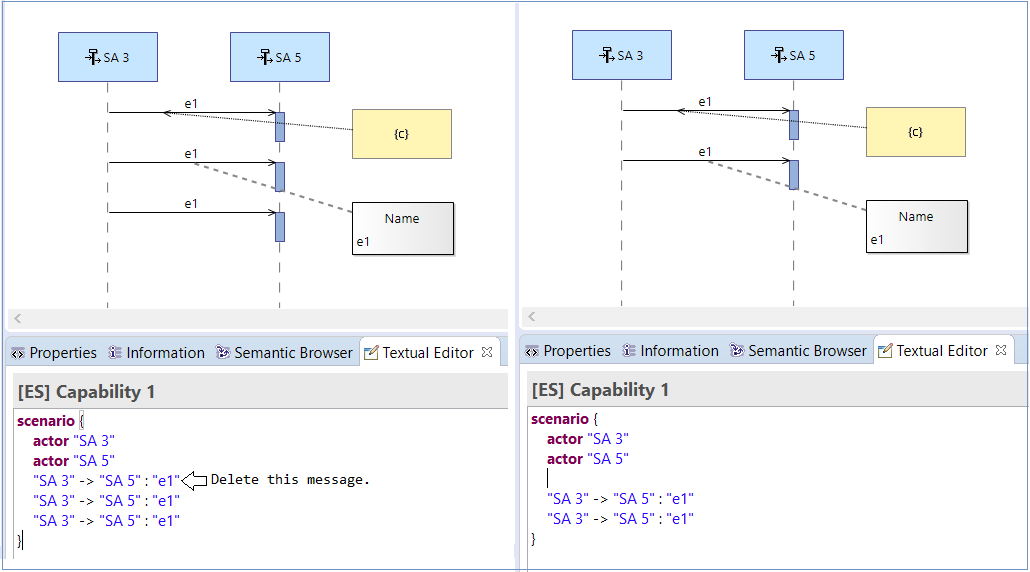 SA 3
SA 5
e1
{c}
e1
e1
Name
e1
Properties Information Semantic Browser Textual Editor
[ES] Capability 1
scenario {
actor "SA 3"
actor "SA 5"
"SA 3" -> "SA 5" : "e1" Delete this message.
"SA 3" -> "SA 5" : "e1"
"SA 3" -> "SA 5" : "e1"
}
SA 3
SA 5
e1
{c}
e1
Name
e1
Properties Information Semantic Browser Textual Editor
[ES] Capability 1
scenario {
actor "SA 3"
actor "SA 5"
"SA 3" -> "SA 5" : "e1"
"SA 3" -> "SA 5" : "e1"
}